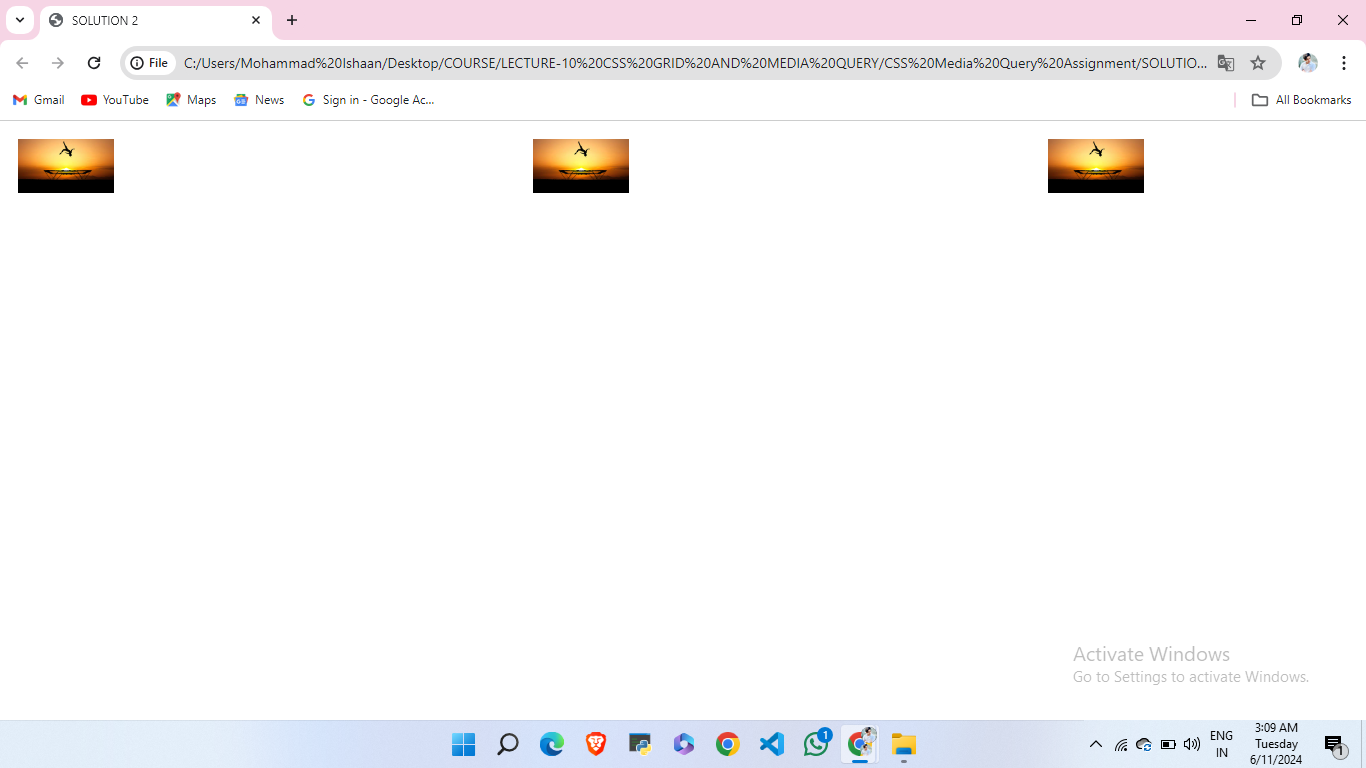 SOLUTION 2
File
C:/Users/Mohammad%20Ishaan/Desktop/COURSE/LECTURE-10%20CSS%20GRID%20AND%20MEDIA%20QUERY/CSS%20Media%20Query%20Assignment/SOLUTIO...
Gmail
YouTube
Maps
News
Sign in - Google Ac...
All Bookmarks
Activate Windows
Go to Settings to activate Windows.
1
ENG
IN
3:09 AM
Tuesday
6/11/2024
1